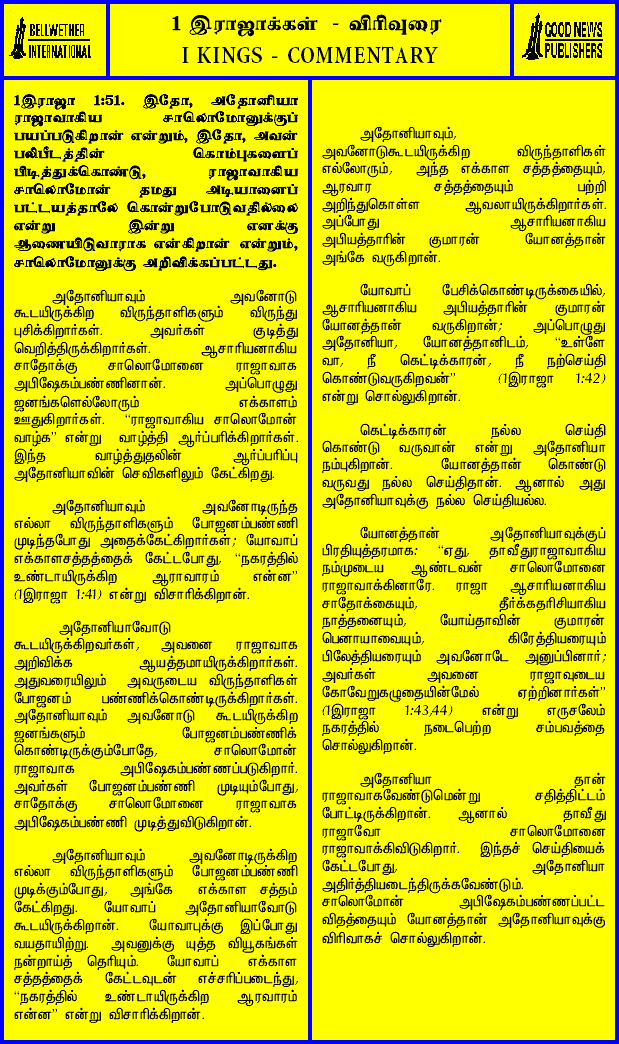 BELLWETHER
INTERNATIONAL
1 இராஜாக்கள் - விரிவுரை
I KINGS - COMMENTARY
GOOD NEWS
PUBLISHERS
1இராஜா 1:51. இதோ, அதோனியா
ராஜாவாகிய சாலொமோனுக்குப்
பயப்படுகிறான் என்றும், இதோ, அவன்
பலிபீடத்தின் கொம்புகளைப்
பிடித்துக்கொண்டு, ராஜாவாகிய
சாலொமோன் தமது அடியானைப்
பட்டயத்தாலே கொன்றுபோடுவதில்லை
என்று இன்று எனக்கு
ஆணையிடுவாராக என்கிறான் என்றும்,
சாலொமோனுக்கு அறிவிக்கப்பட்டது.
அதோனியாவும் அவனோடு
கூடயிருக்கிற விருந்தாளிகளும் விருந்து
புசிக்கிறார்கள். அவர்கள் குடித்து
வெறித்திருக்கிறார்கள். ஆசாரியனாகிய
சாதோக்கு சாலொமோனை ராஜாவாக
அபிஷேகம்பண்ணினான். அப்பொழுது
ஜனங்களெல்லோரும் எக்காளம்
ஊதுகிறார்கள். “ராஜாவாகிய சாலொமோன்
வாழ்க” என்று வாழ்த்தி ஆர்ப்பரிக்கிறார்கள்.
இந்த வாழ்த்துதலின் ஆர்ப்பரிப்பு
அதோனியாவின் செவிகளிலும் கேட்கிறது.
அதோனியாவும் அவனோடிருந்த
எல்லா விருந்தாளிகளும் போஜனம்பண்ணி
முடிந்தபோது அதைக்கேட்கிறார்கள்; யோவாப்
எக்காளசத்தத்தைக் கேட்டபோது, “நகரத்தில்
உண்டாயிருக்கிற ஆராவாரம் என்ன”
(1இராஜா 1:41) என்று விசாரிக்கிறான்.
அதோனியாவோடு
கூடயிருக்கிறவர்கள், அவனை ராஜாவாக
அறிவிக்க ஆயத்தமாயிருக்கிறார்கள்.
அதுவரையிலும் அவருடைய விருந்தாளிகள்
போஜனம் பண்ணிக்கொண்டிருக்கிறார்கள்.
அதோனியாவும் அவனோடு கூடயிருக்கிற
ஜனங்களும் போஜனம்பண்ணிக்
கொண்டிருக்கும்போதே, சாலொமோன்
ராஜாவாக அபிஷேகம்பண்ணப்படுகிறார்.
அவர்கள் போஜனம்பண்ணி முடியும்போது,
சாதோக்கு சாலொமோனை ராஜாவாக
அபிஷேகம்பண்ணி முடித்துவிடுகிறான்.
அதோனியாவும் அவனோடிருக்கிற
எல்லா விருந்தாளிகளும் போஜனம்பண்ணி
முடிக்கும்போது, அங்கே எக்காள சத்தம்
கேட்கிறது. யோவாப் அதோனியாவோடு
கூடயிருக்கிறான். யோவாபுக்கு இப்போது
வயதாயிற்று. அவனுக்கு யுத்த வியூகங்கள்
நன்றாய்த் தெரியும். யோவாப் எக்காள
சத்தத்தைக் கேட்டவுடன் எச்சரிப்படைந்து,
“நகரத்தில் உண்டாயிருக்கிற ஆரவாரம்
என்ன” என்று விசாரிக்கிறான்.
அதோனியாவும்,
அவனோடுகூடயிருக்கிற விருந்தாளிகள்
எல்லோரும், அந்த எக்காள சத்தத்தையும்,
ஆரவார சத்தத்தையும் பற்றி
அறிந்துகொள்ள ஆவலாயிருக்கிறார்கள்.
அப்போது ஆசாரியனாகிய
அபியத்தாரின் குமாரன் யோனத்தான்
அங்கே வருகிறான்.
யோவாப் பேசிக்கொண்டிருக்கையில்,
ஆசாரியனாகிய அபியத்தாரின் குமாரன்
யோனத்தான் வருகிறான்; அப்பொழுது
அதோனியா, யோனத்தானிடம், “உள்ளே
வா, நீ கெட்டிக்காரன், நீ நற்செய்தி
கொண்டுவருகிறவன்” (1இராஜா 1:42)
என்று சொல்லுகிறான்.
கெட்டிக்காரன் நல்ல செய்தி
கொண்டு வருவான் என்று அதோனியா
நம்புகிறான். யோனத்தான் கொண்டு
வருவது நல்ல செய்திதான். ஆனால் அது
அதோனியாவுக்கு நல்ல செய்தியல்ல.
யோனத்தான் அதோனியாவுக்குப்
பிரதியுத்தரமாக: “ஏது, தாவீதுராஜாவாகிய
நம்முடைய ஆண்டவன் சாலொமோனை
ராஜாவாக்கினாரே. ராஜா ஆசாரியனாகிய
சாதோக்கையும், தீர்க்கதரிசியாகிய
நாத்தனையும், யோய்தாவின் குமாரன்
பெனாயாவையும், கிரேத்தியரையும்
பிலேத்தியரையும் அவனோடே அனுப்பினார்;
அவர்கள் அவனை ராஜாவுடைய
கோவேறுகழுதையின்மேல் ஏற்றினார்கள்”
(1இராஜா 1:43,44) என்று எருசலேம்
நகரத்தில் நடைபெற்ற சம்பவத்தை
சொல்லுகிறான்.
அதோனியா தான்
ராஜாவாகவேண்டுமென்று சதித்திட்டம்
போட்டிருக்கிறான். ஆனால் தாவீது
ராஜாவோ சாலொமோனை
ராஜாவாக்கிவிடுகிறார். இந்தச் செய்தியைக்
கேட்டபோது, அதோனியா
அதிர்த்தியடைந்திருக்கவேண்டும்.
சாலொமோன் அபிஷேகம்பண்ணப்பட்ட
விதத்தையும் யோனத்தான் அதோனியாவுக்கு
விரிவாகச் சொல்லுகிறான்.